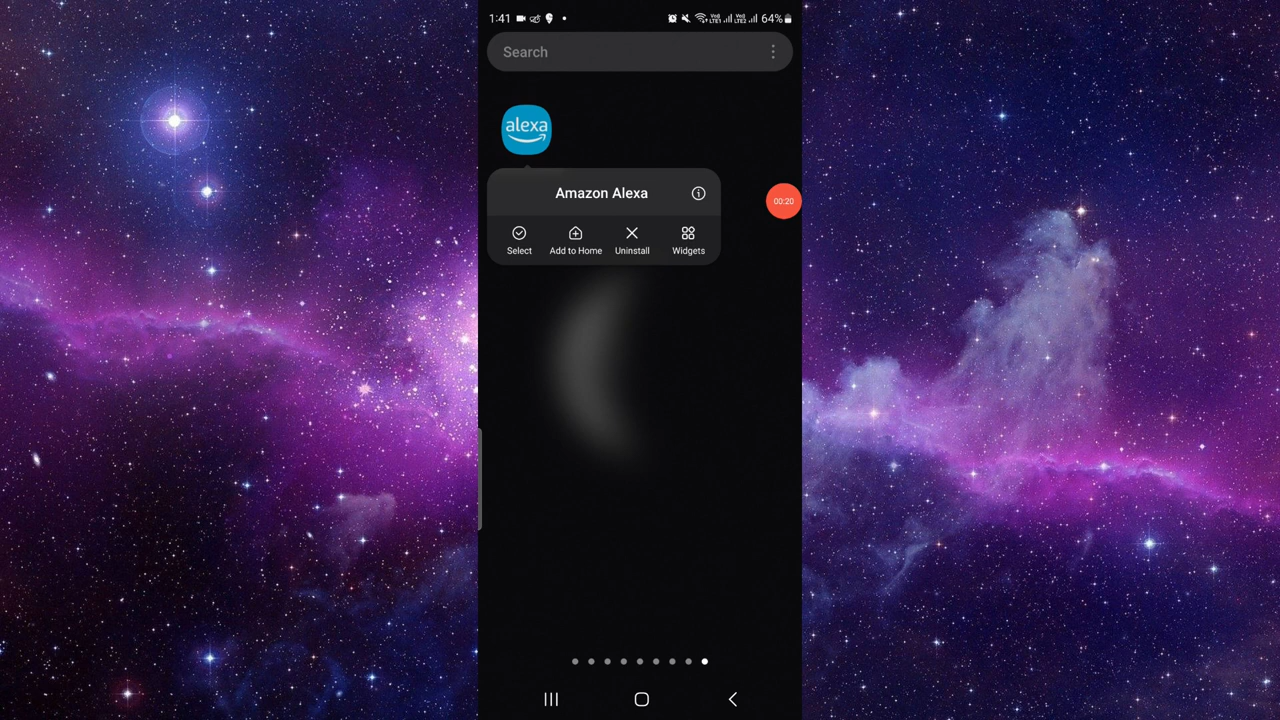 1:41 64%
Search
alexa
Amazon Alexa
00:20
Select Add to Home Uninstall Widgets